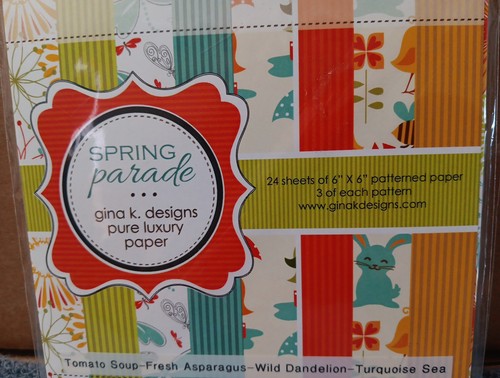 SPRING
parade
gina k. designs
pure luxury
paper
24 sheets of 6" X 6" patterned paper
3 of each pattern
www.ginakdesigns.com
Tomato Soup-Fresh Asparagus-Wild Dandelion-Turquoise Sea